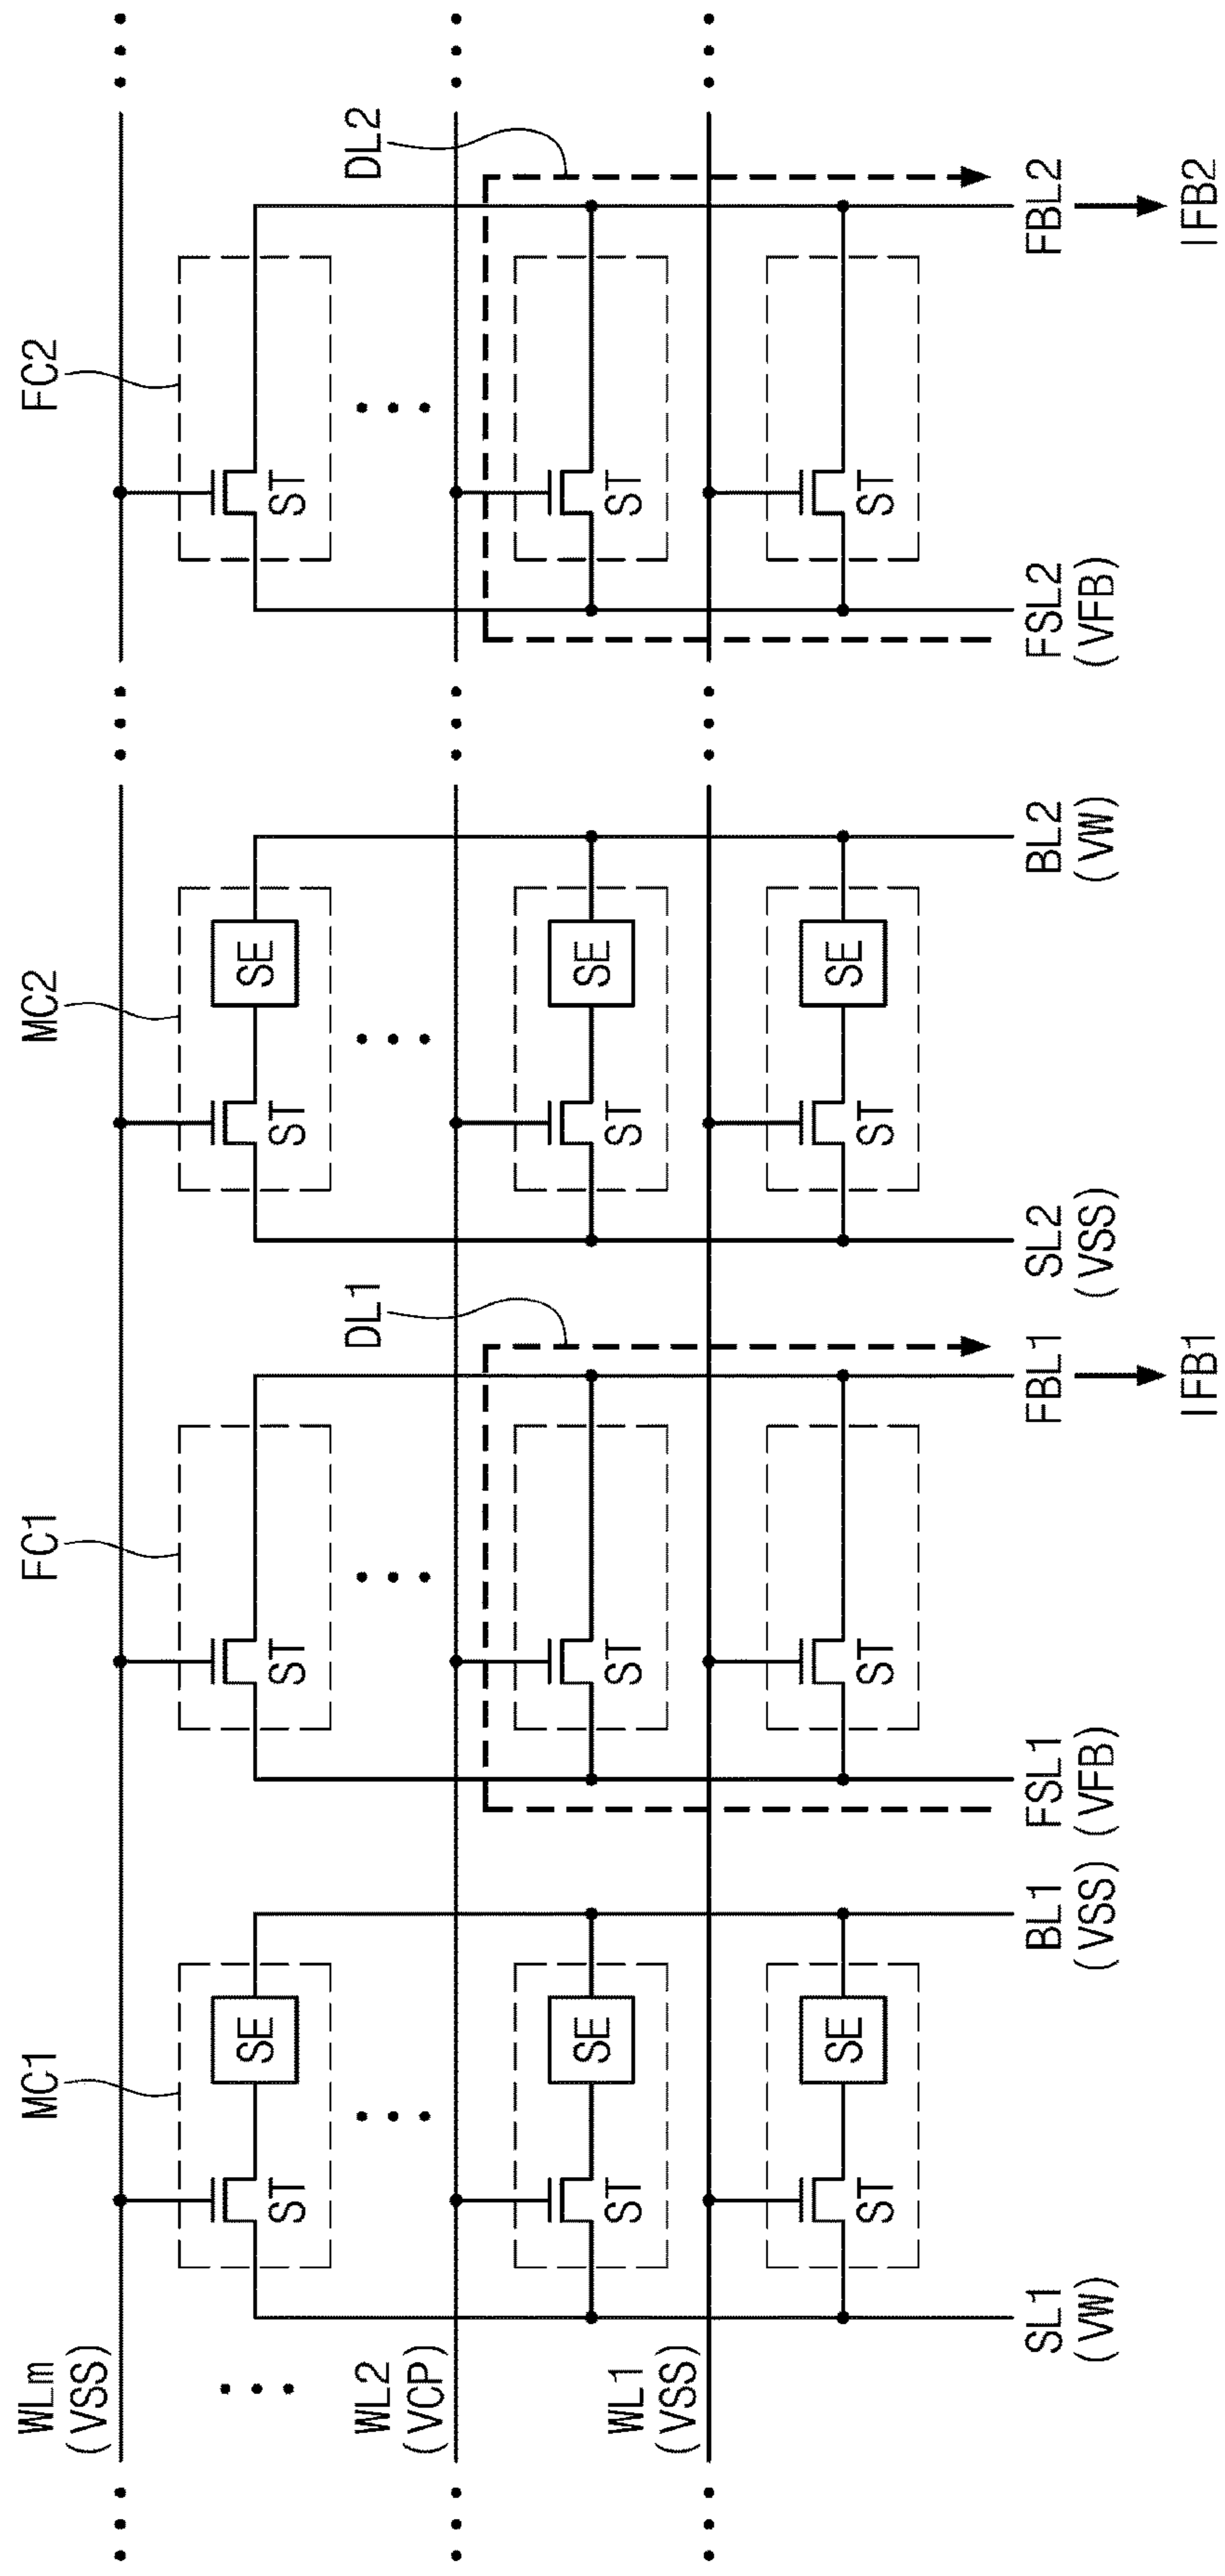 WLm
(VSS)
MC1
FC1
MC2
FC2
ST
SE
ST
ST
SE
ST
WL2
(VCP)
DL1
DL2
ST
SE
ST
ST
SE
ST
WL1
(VSS)
ST
SE
ST
ST
SE
ST
SL1
(VW)
BL1
(VSS)
FSL1
(VFB)
FBL1
SL2
(VSS)
BL2
(VW)
FSL2
(VFB)
FBL2
IFB1
IFB2